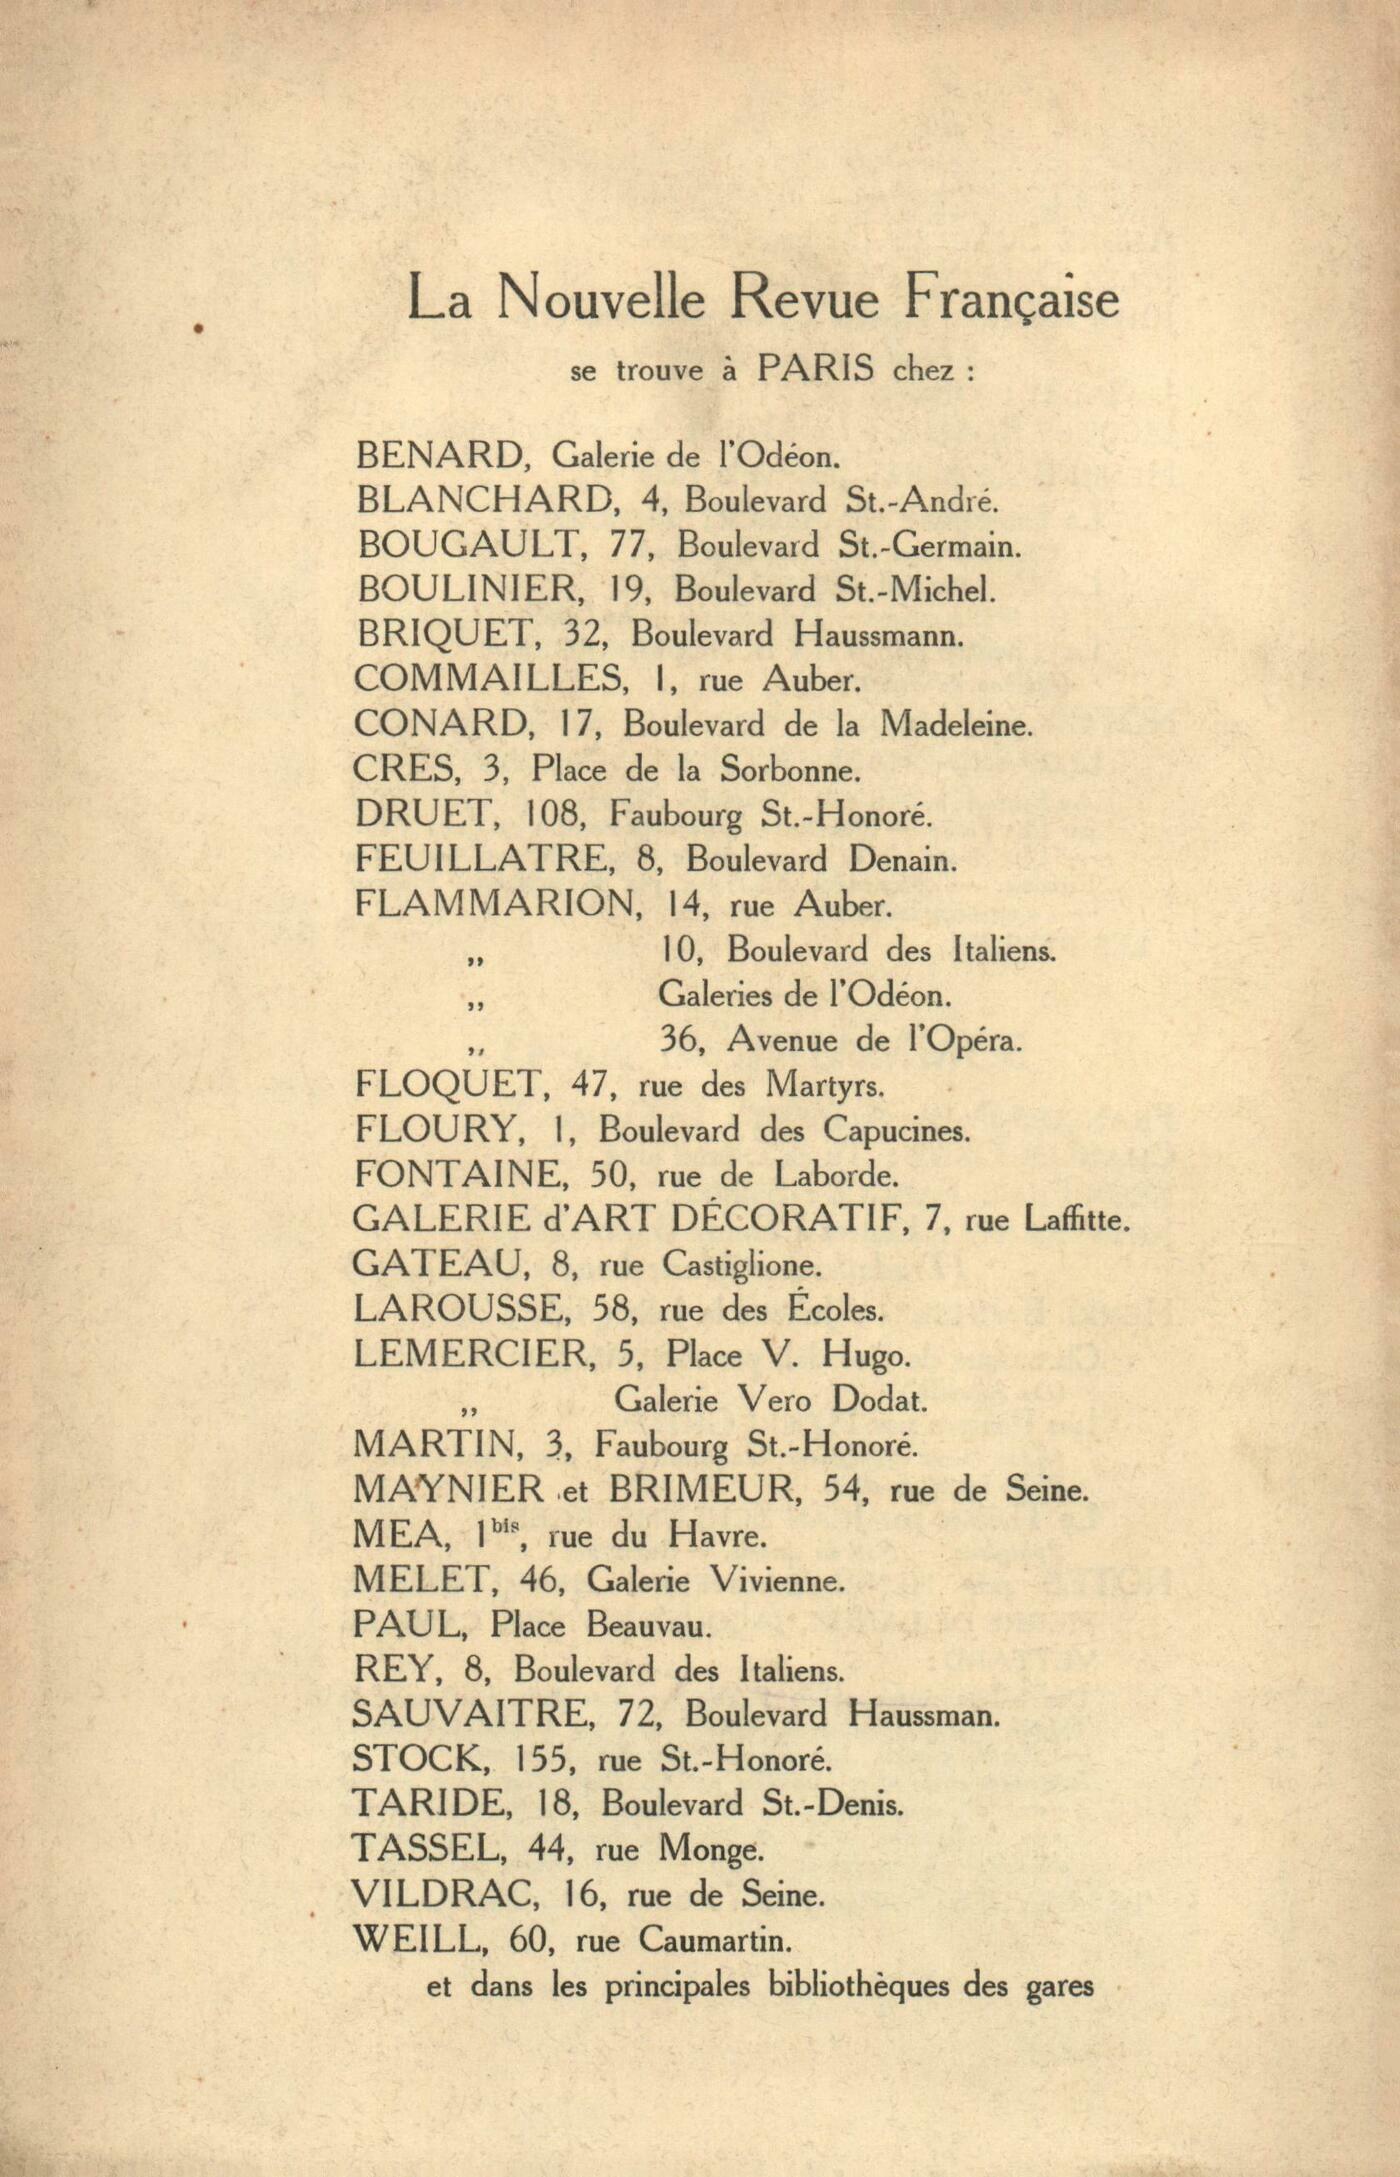 La Nouvelle Revue Française
se trouve à PARIS chez :
BENARD, Galerie de l'Odéon.
BLANCHARD, 4, Boulevard St.-André.
BOUGAULT, 77, Boulevard St.-Germain.
BOULINIER, 19, Boulevard St.-Michel.
BRIQUET, 32, Boulevard Haussmann.
COMMAILLES, 1, rue Auber.
CONARD, 17, Boulevard de la Madeleine.
CRES, 3, Place de la Sorbonne.
DRUET, 108, Faubourg St.-Honoré.
FEUILLATRE, 8, Boulevard Denain.
FLAMMARION, 14, rue Auber.
„ 10, Boulevard des Italiens.
„ Galeries de l'Odéon.
„ 36, Avenue de l'Opéra.
FLOQUET, 47, rue des Martyrs.
FLOURY, 1, Boulevard des Capucines.
FONTAINE, 50, rue de Laborde.
GALERIE d'ART DÉCORATIF, 7, rue Laffitte.
GATEAU, 8, rue Castiglione.
LAROUSSE, 58, rue des Écoles.
LEMERCIER, 5, Place V. Hugo.
„ Galerie Vero Dodat.
MARTIN, 3, Faubourg St.-Honoré.
MAYNIER et BRIMEUR, 54, rue de Seine.
MEA, 1bis, rue du Havre.
MELET, 46, Galerie Vivienne.
PAUL, Place Beauvau.
REY, 8, Boulevard des Italiens.
SAUVAITRE, 72, Boulevard Haussman.
STOCK, 155, rue St.-Honoré.
TARIDE, 18, Boulevard St.-Denis.
TASSEL, 44, rue Monge.
VILDRAC, 16, rue de Seine.
WEILL, 60, rue Caumartin.
et dans les principales bibliothèques des gares